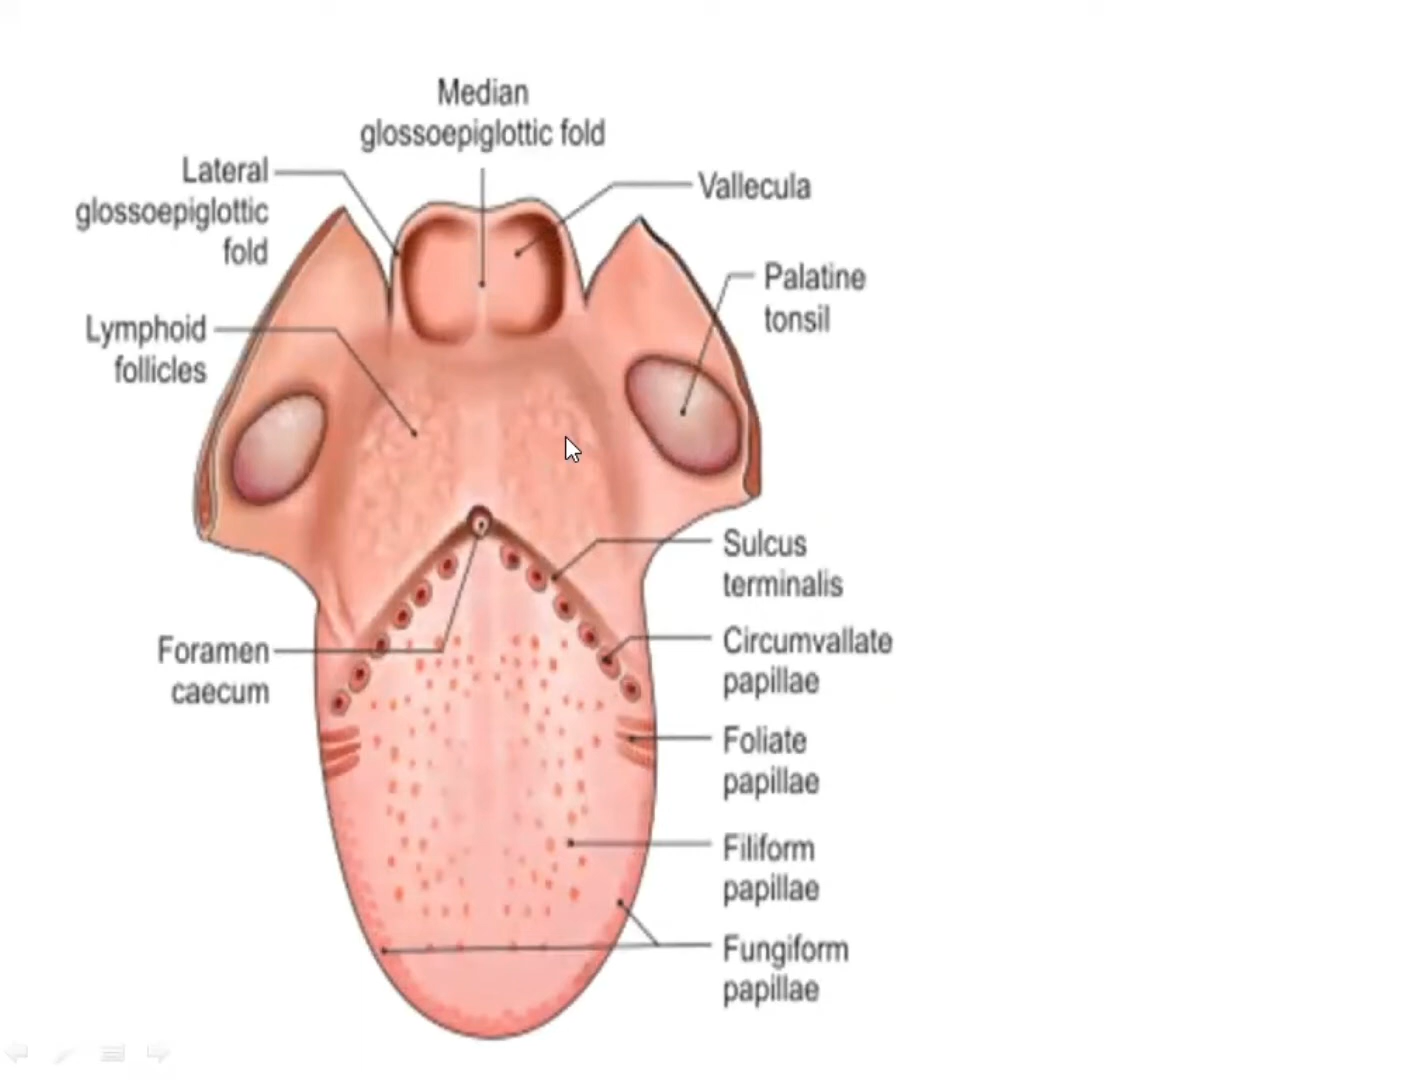 Median
glossoepiglottic fold
Lateral
glossoepiglottic
fold
Vallecula
Palatine
tonsil
Lymphoid
follicles
Sulcus
terminalis
Foramen
caecum
Circumvallate
papillae
Foliate
papillae
Filiform
papillae
Fungiform
papillae